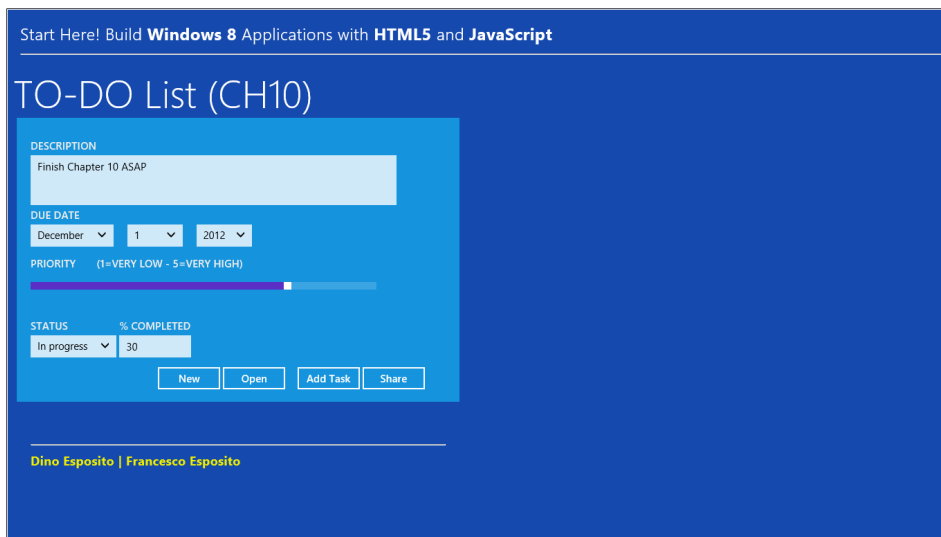 Start Here! Build Windows 8 Applications with HTML5 and JavaScript
TO-DO List (CH10)
DESCRIPTION
Finish Chapter 10 ASAP
DUE DATE
December 1 2012
PRIORITY (1=VERY LOW - 5=VERY HIGH)
STATUS % COMPLETED
In progress 30
New Open Add Task Share
Dino Esposito | Francesco Esposito